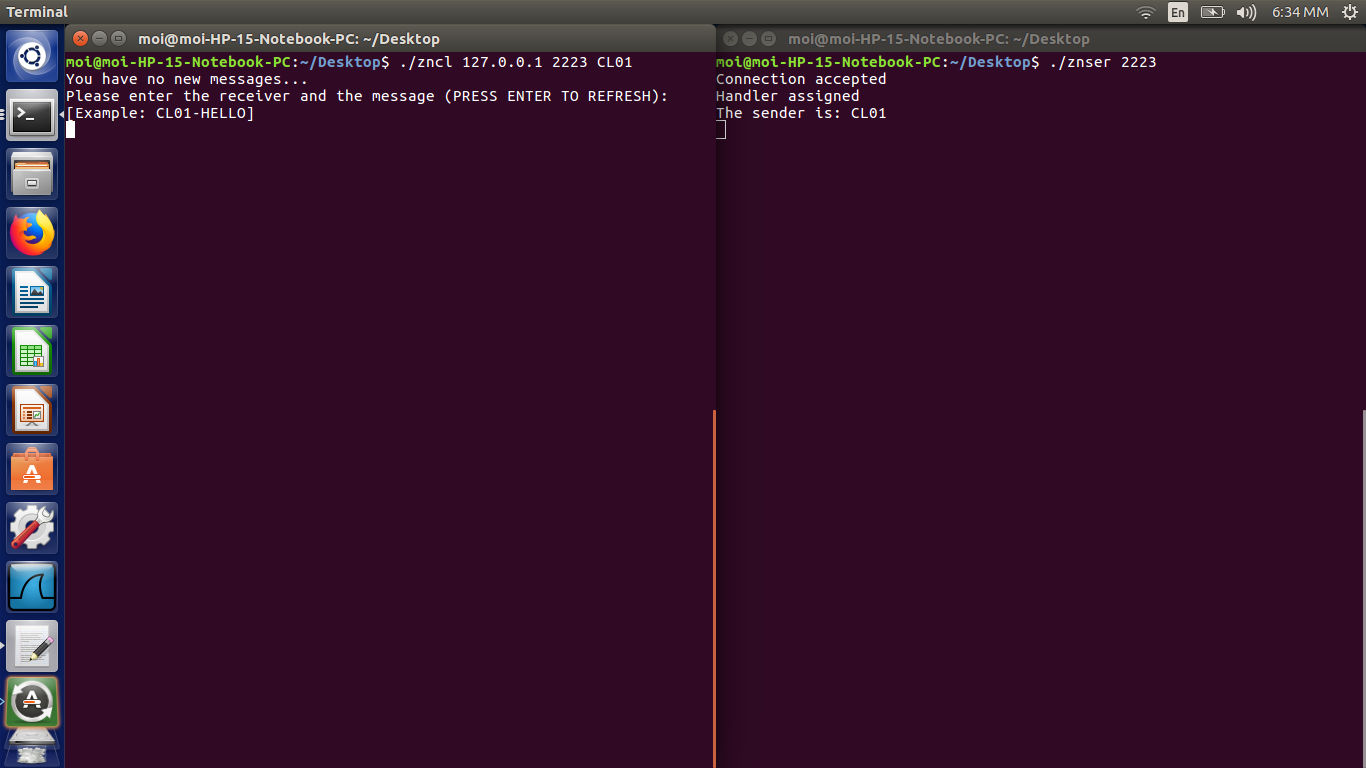 Terminal
En
6:34 MM
moi@moi-HP-15-Notebook-PC: ~/Desktop
moi@moi-HP-15-Notebook-PC:~/Desktop$ ./zncl 127.0.0.1 2223 CL01
You have no new messages...
Please enter the receiver and the message (PRESS ENTER TO REFRESH):
[Example: CL01-HELLO]
moi@moi-HP-15-Notebook-PC: ~/Desktop
moi@moi-HP-15-Notebook-PC:~/Desktop$ ./znser 2223
Connection accepted
Handler assigned
The sender is: CL01